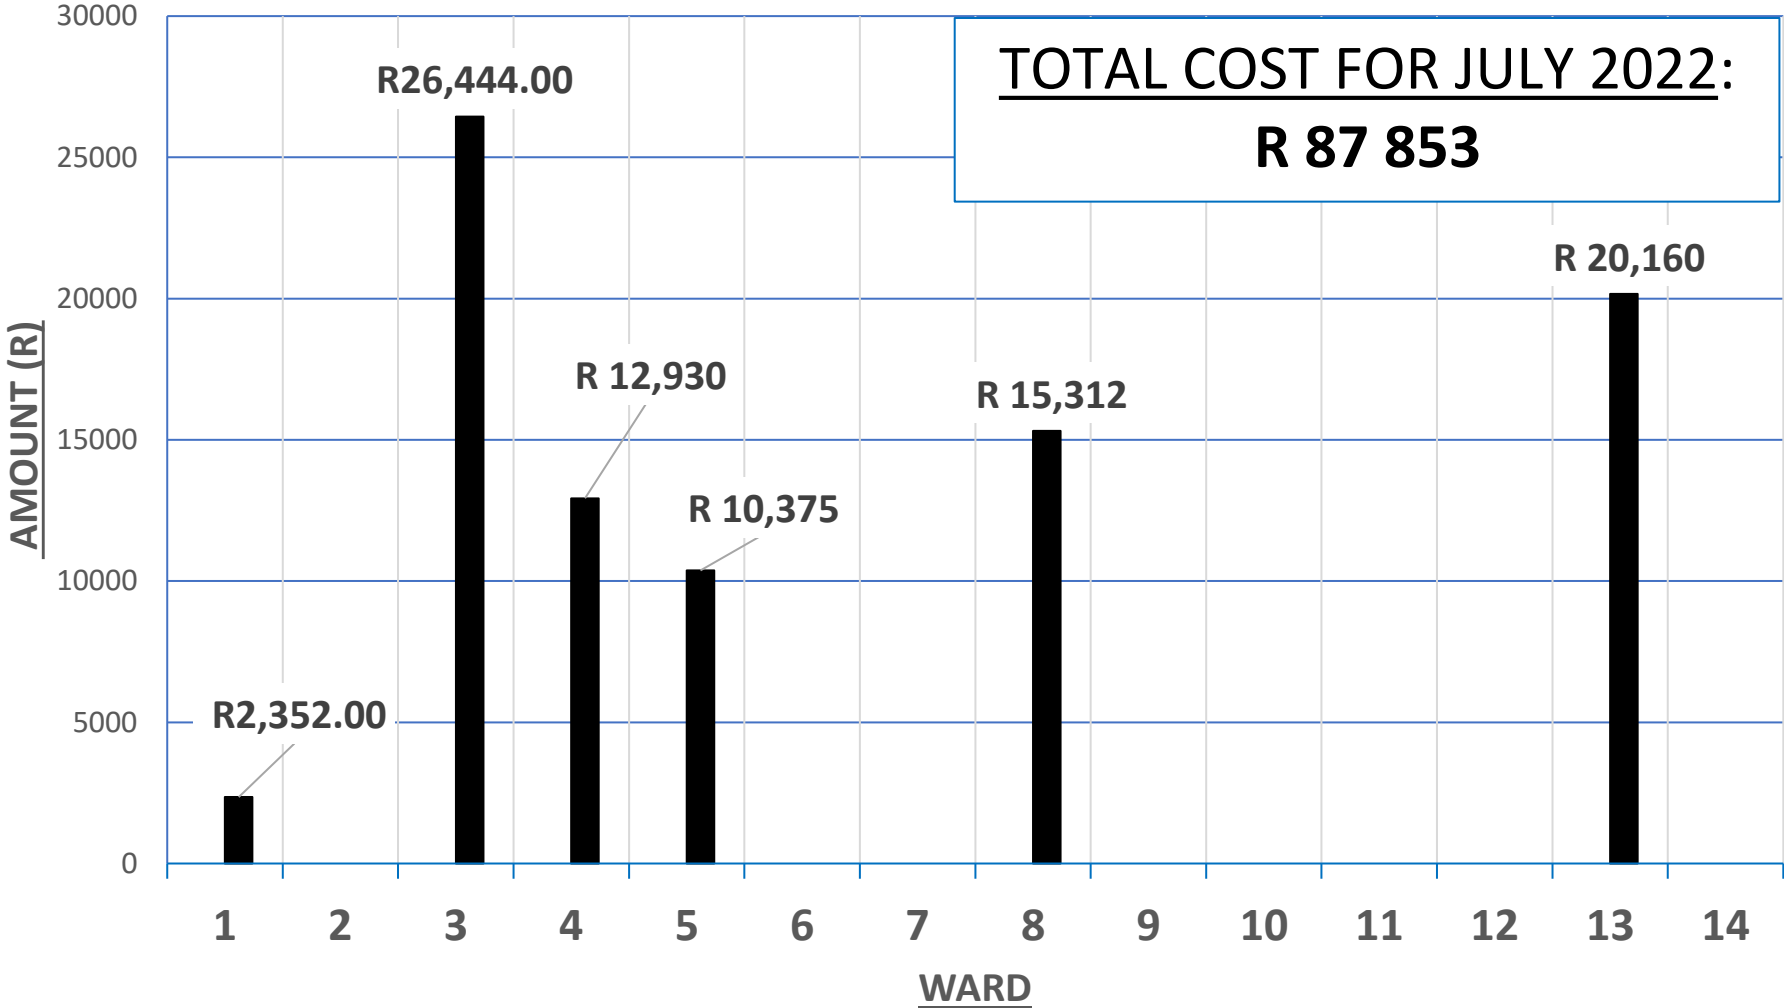 TOTAL COST FOR JULY 2022:
R 87 853
AMOUNT (R)
30000
25000
20000
15000
10000
5000
0
R2,352.00
R26,444.00
R 12,930
R 10,375
R 15,312
R 20,160
1 2 3 4 5 6 7 8 9 10 11 12 13 14
WARD